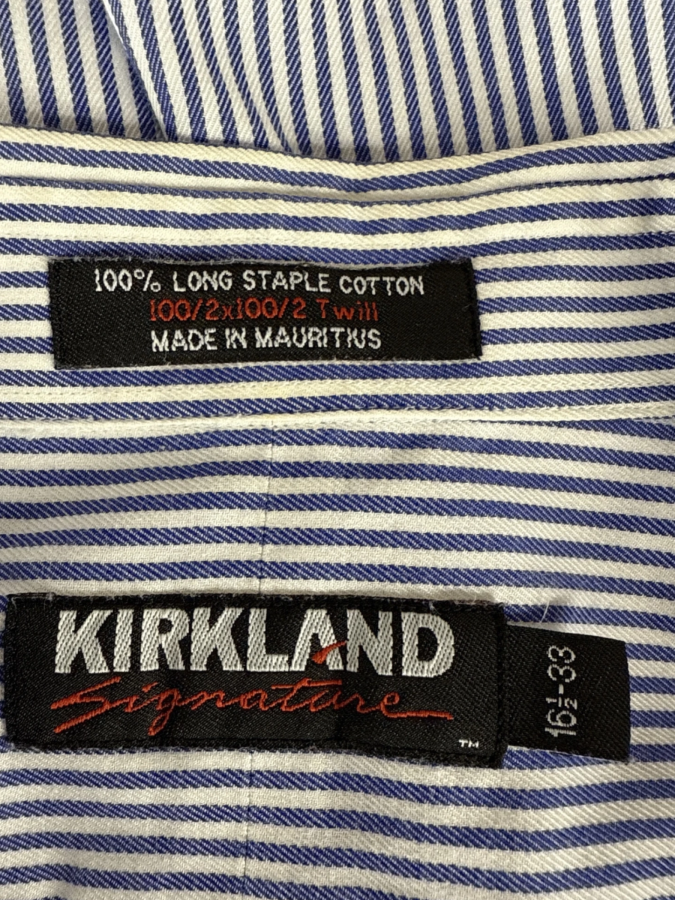 100% LONG STAPLE COTTON
100/2x100/2 Twill
MADE IN MAURITIUS
KIRKLAND
Signature
TM
16½-33